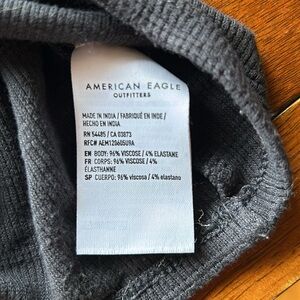 AMERICAN EAGLE
OUTFITTERS
MADE IN INDIA / FABRIQUÉ EN INDE /
HECHO EN INDIA
RN 54485 / CA 03873
RFC# AEM1206605U9A
EN BODY: 96% VISCOSE / 4% ELASTANE
FR CORPS: 96% VISCOSE / 4%
ÉLASTHANNE
SP CUERPO: 96% viscosa / 4% elastano